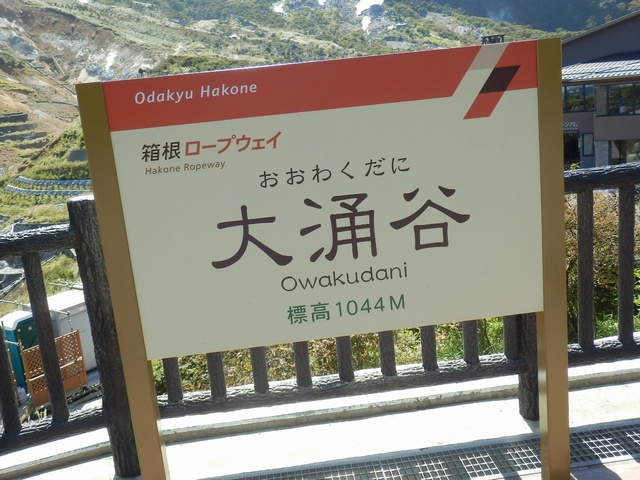 Odakyu Hakone
箱根ロープウェイ
Hakone Ropeway
おおわくだに
大涌谷
Owakudani
標高1044M